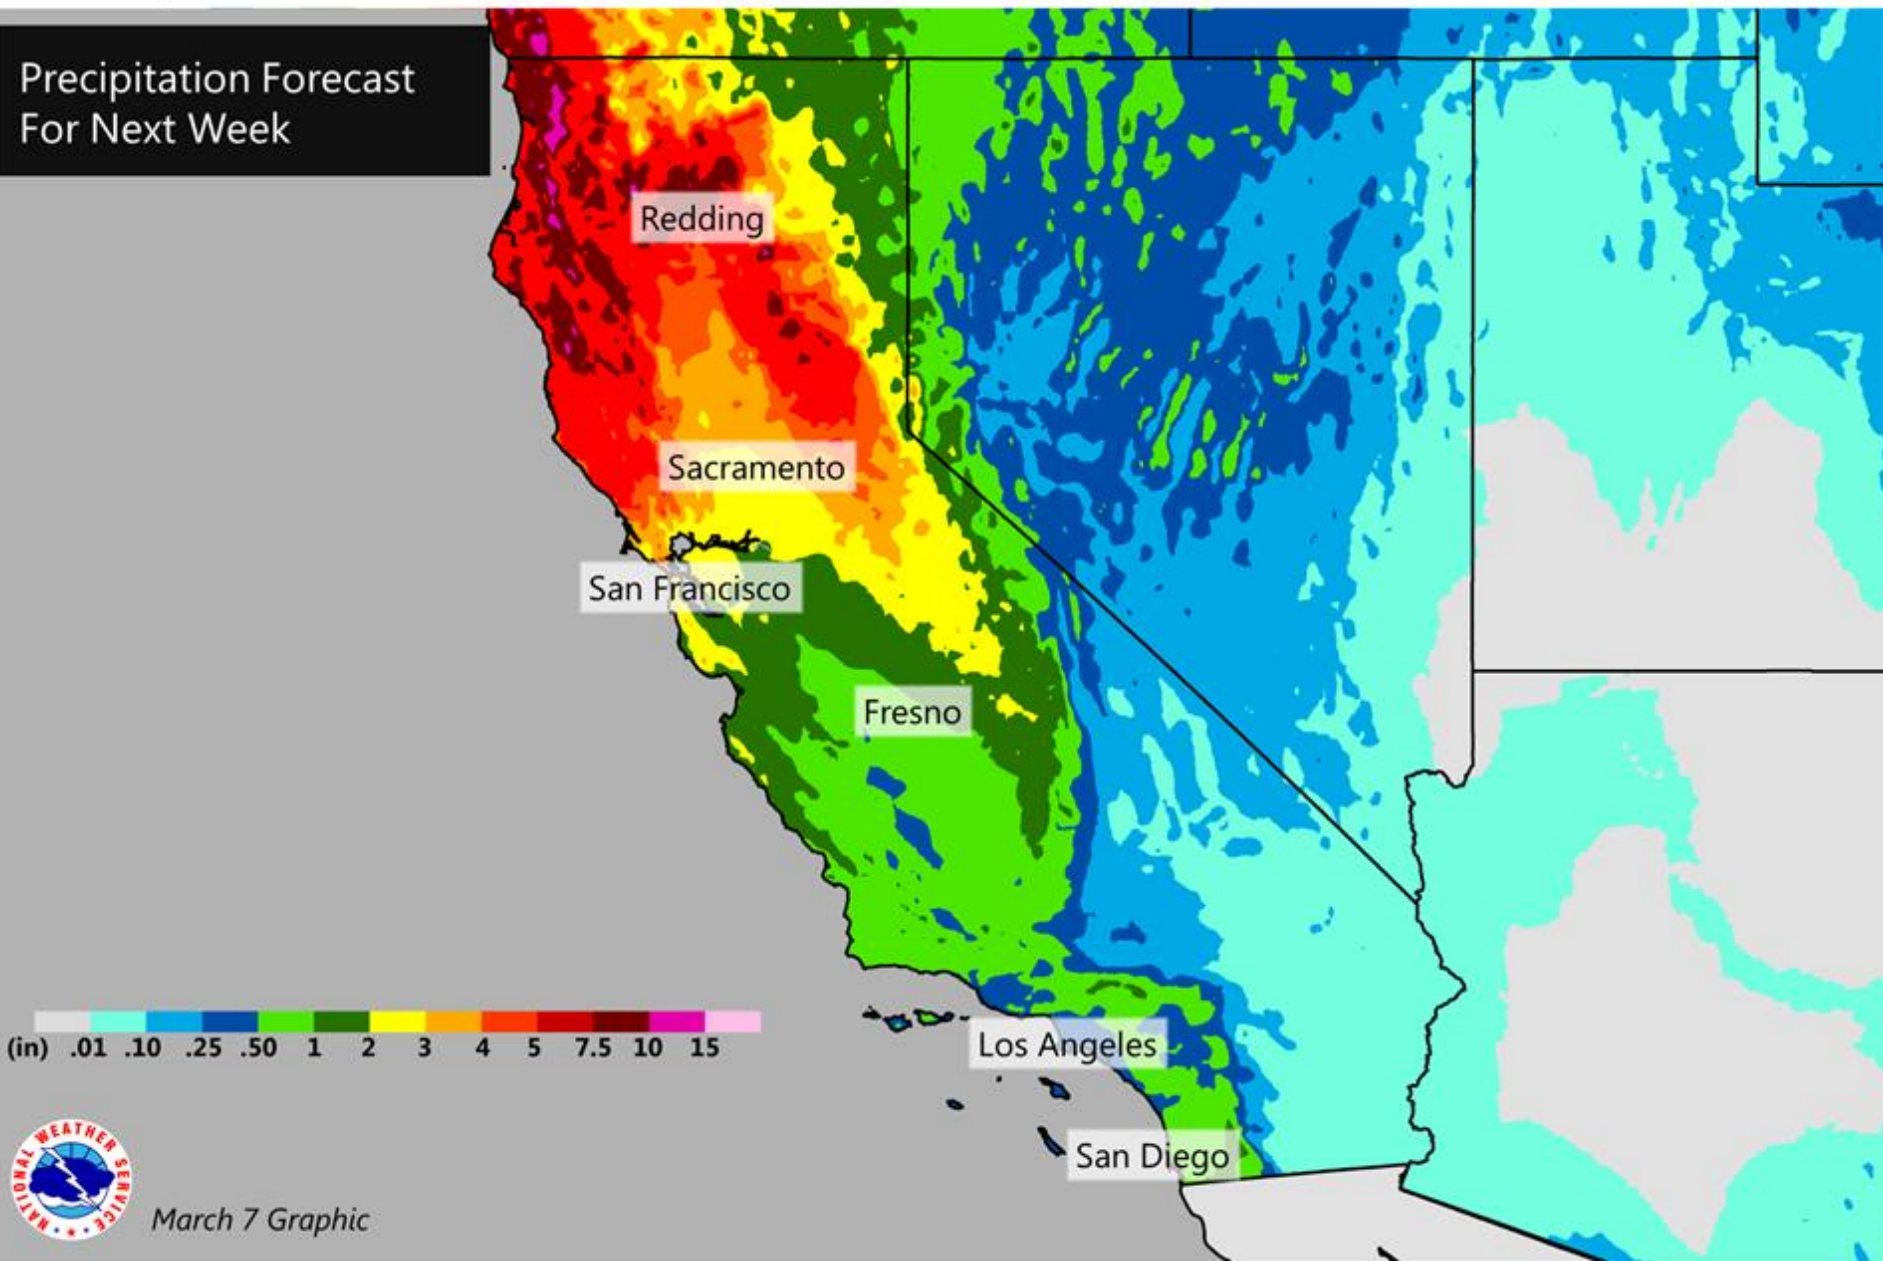 Precipitation Forecast
For Next Week
Redding
Sacramento
San Francisco
Fresno
Los Angeles
San Diego
(in) .01 .10 .25 .50 1 2 3 4 5 7.5 10 15
NATIONAL WEATHER SERVICE
March 7 Graphic